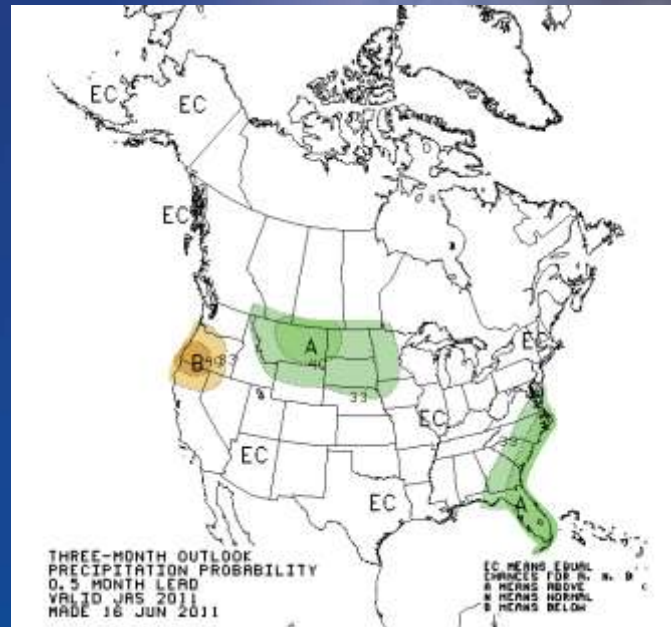 EC
EC
EC
A
40
B
40
33
33
EC
EC
33
EC
EC
A
THREE-MONTH OUTLOOK
PRECIPITATION PROBABILITY
0.5 MONTH LEAD
VALID JAS 2011
MADE 16 JUN 2011
EC MEANS EQUAL
CHANCES FOR A, N, B
A MEANS ABOVE
N MEANS NORMAL
B MEANS BELOW